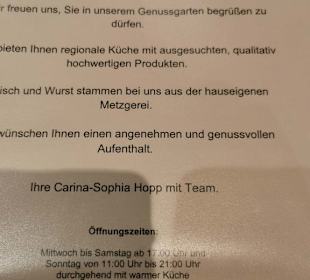 r freuen uns, Sie in unserem Genussgarten begrüßen zu
dürfen.
bieten Ihnen regionale Küche mit ausgesuchten, qualitativ
hochwertigen Produkten.
isch und Wurst stammen bei uns aus der hauseigenen
Metzgerei.
wünschen Ihnen einen angenehmen und genussvollen
Aufenthalt.
Ihre Carina-Sophia Hopp mit Team.
Öffnungszeiten:
Mittwoch bis Samstag ab 17:00 Uhr und
Sonntag von 11:00 Uhr bis 21:00 Uhr
durchgehend mit warmer Küche